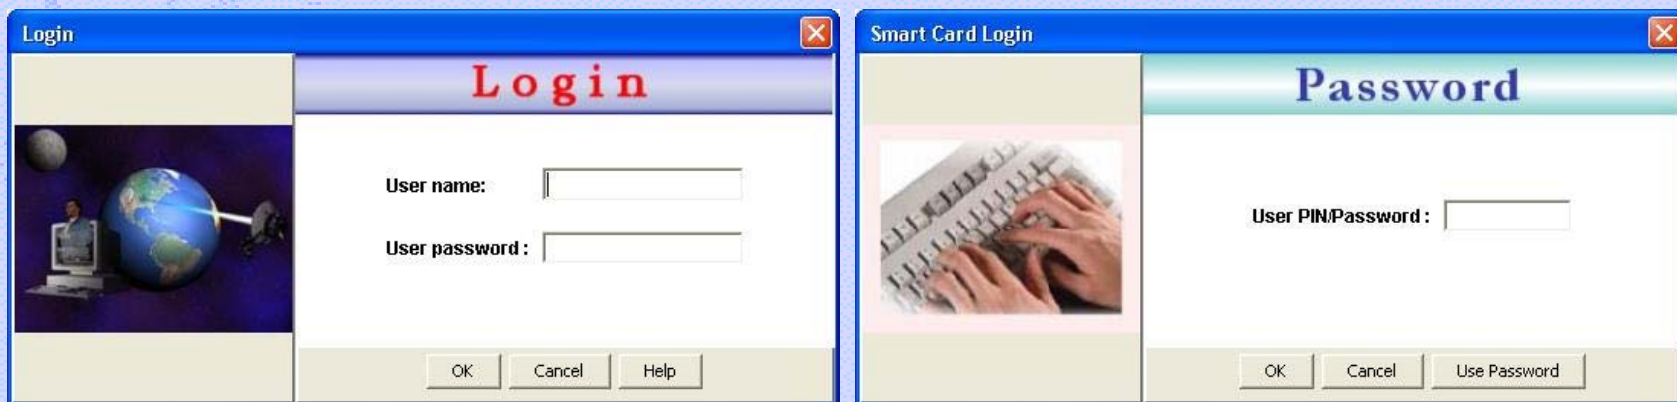 Login
Login
User name:
User password :
OK Cancel Help
Smart Card Login
Password
User PIN/Password :
OK Cancel Use Password